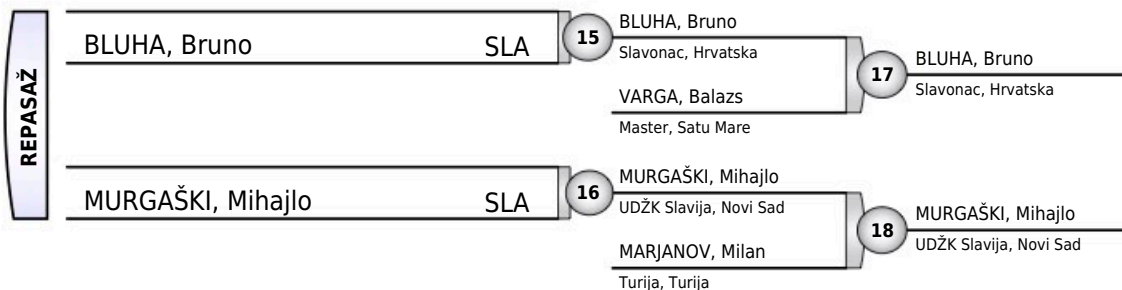 REPASAŽ
BLUHA, Bruno SLA
15
BLUHA, Bruno
Slavonac, Hrvatska
VARGA, Balazs
Master, Satu Mare
17
BLUHA, Bruno
Slavonac, Hrvatska
MURGAŠKI, Mihajlo SLA
16
MURGAŠKI, Mihajlo
UDŽK Slavija, Novi Sad
MARJANOV, Milan
Turija, Turija
18
MURGAŠKI, Mihajlo
UDŽK Slavija, Novi Sad